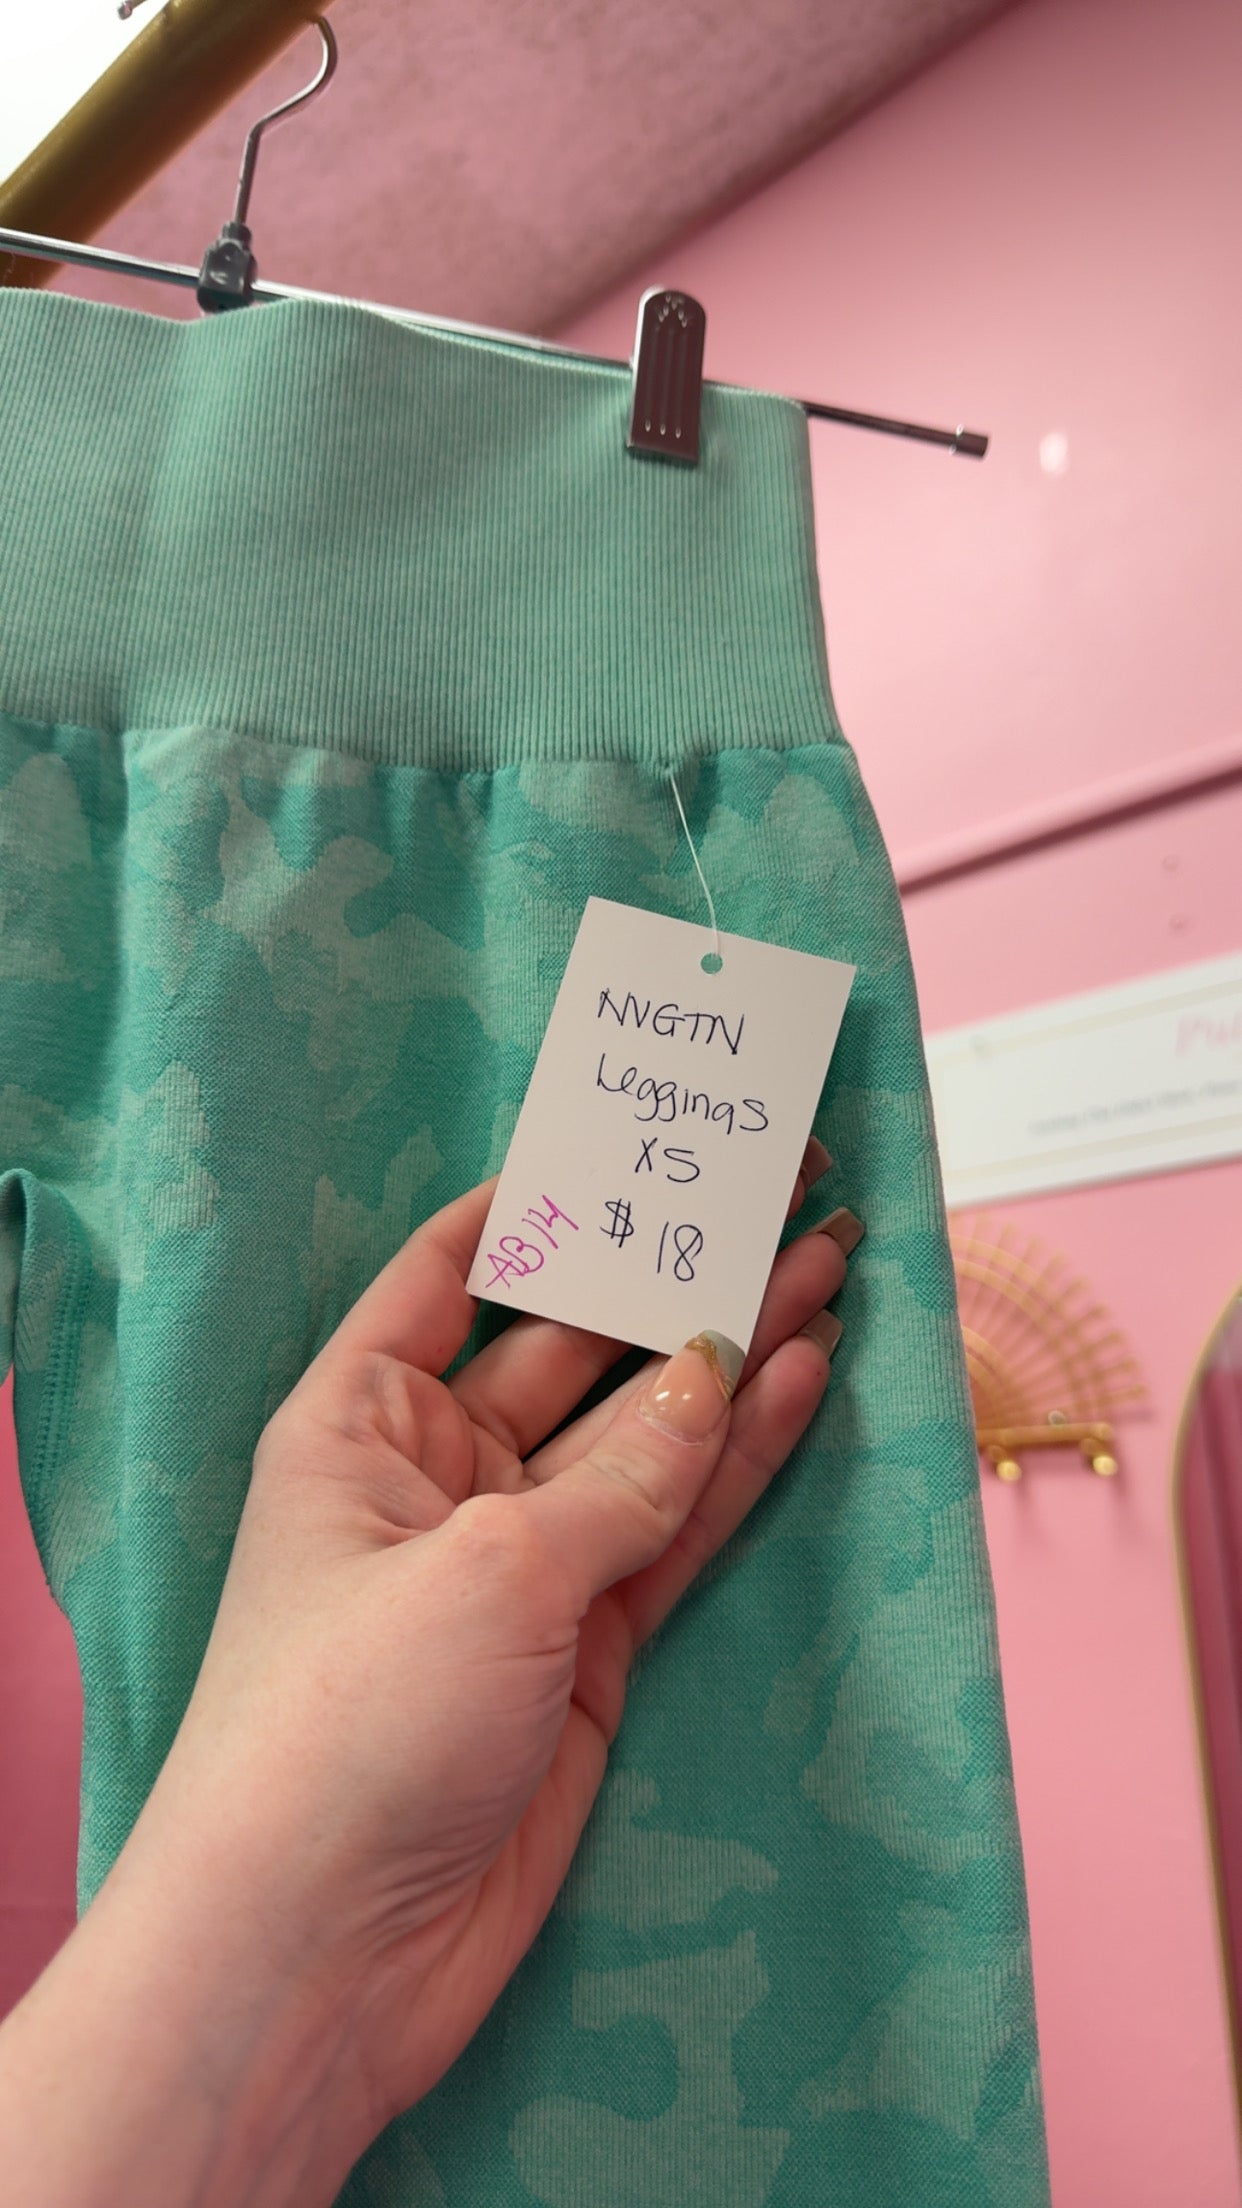 NVGTN
Leggings
XS
$ 18
AB14